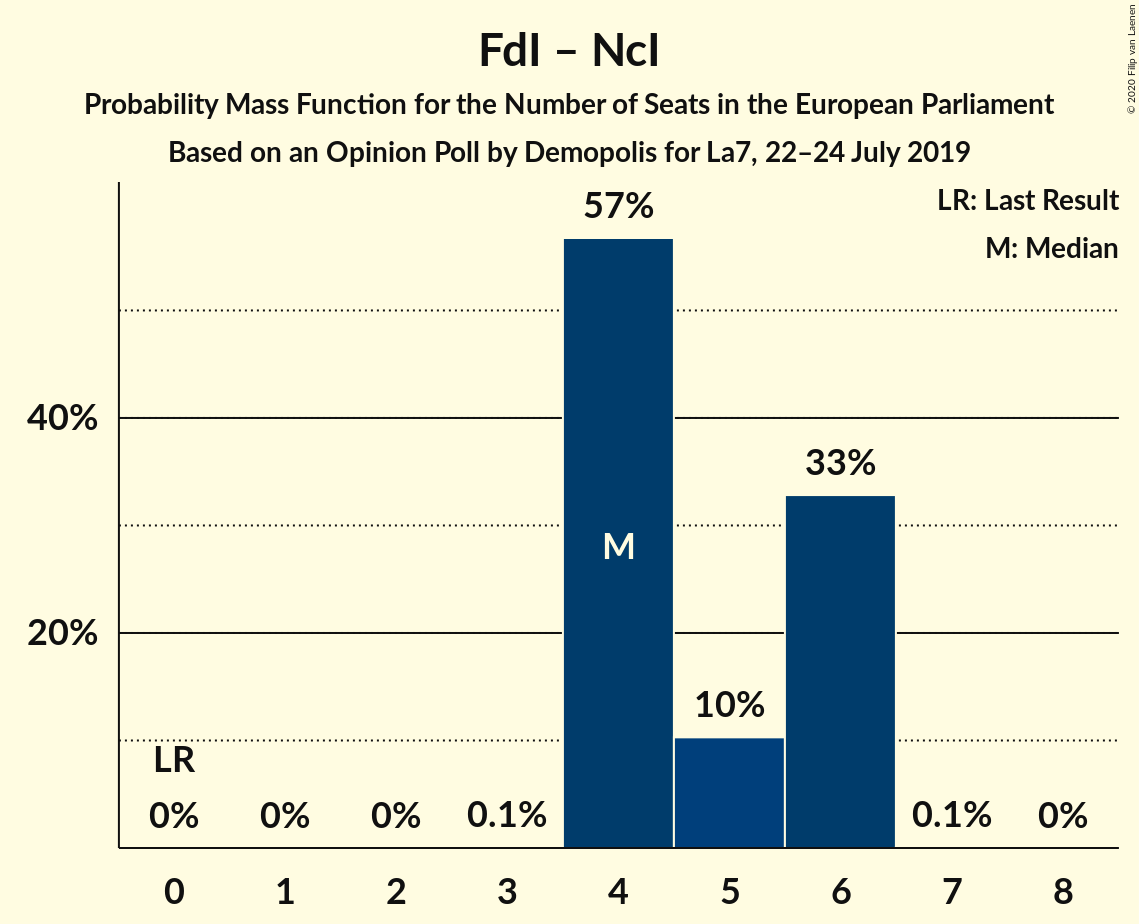 FdI – NcI
Probability Mass Function for the Number of Seats in the European Parliament
Based on an Opinion Poll by Demopolis for La7, 22–24 July 2019
© 2020 Filip van Laenen
LR: Last Result
M: Median
57%
40%
33%
M
20%
10%
LR
0%
0%
0%
0.1%
0.1%
0%
0 1 2 3 4 5 6 7 8